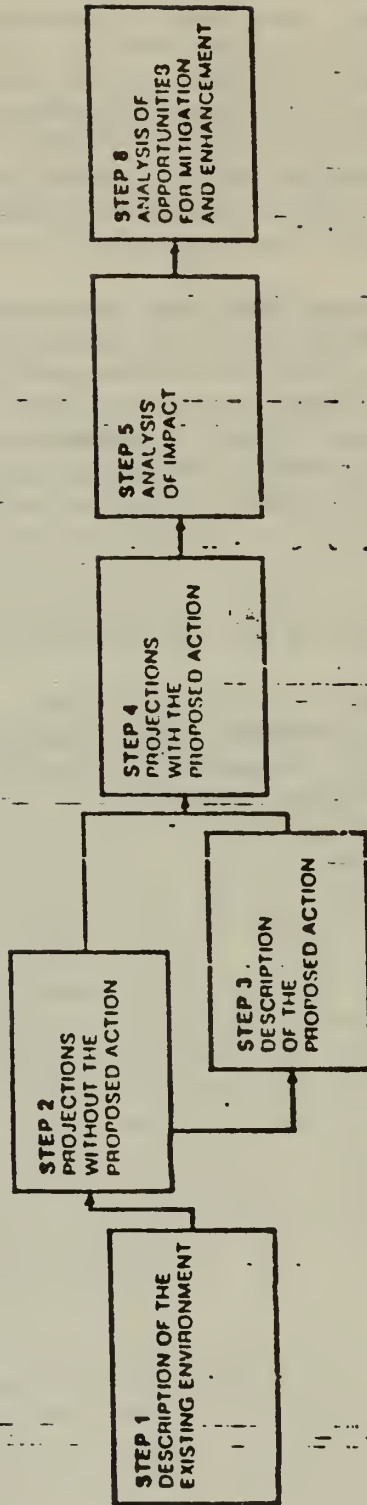 STEP 1
DESCRIPTION OF THE
EXISTING ENVIRONMENT
STEP 2
PROJECTIONS
WITHOUT THE
PROPOSED ACTION
STEP 3.
DESCRIPTION
OF THE
PROPOSED ACTION
STEP 4
PROJECTIONS
WITH THE
PROPOSED ACTION
STEP 5
ANALYSIS
OF IMPACT
STEP 8
ANALYSIS OF
OPPORTUNITIES
FOR MITIGATION
AND ENHANCEMENT